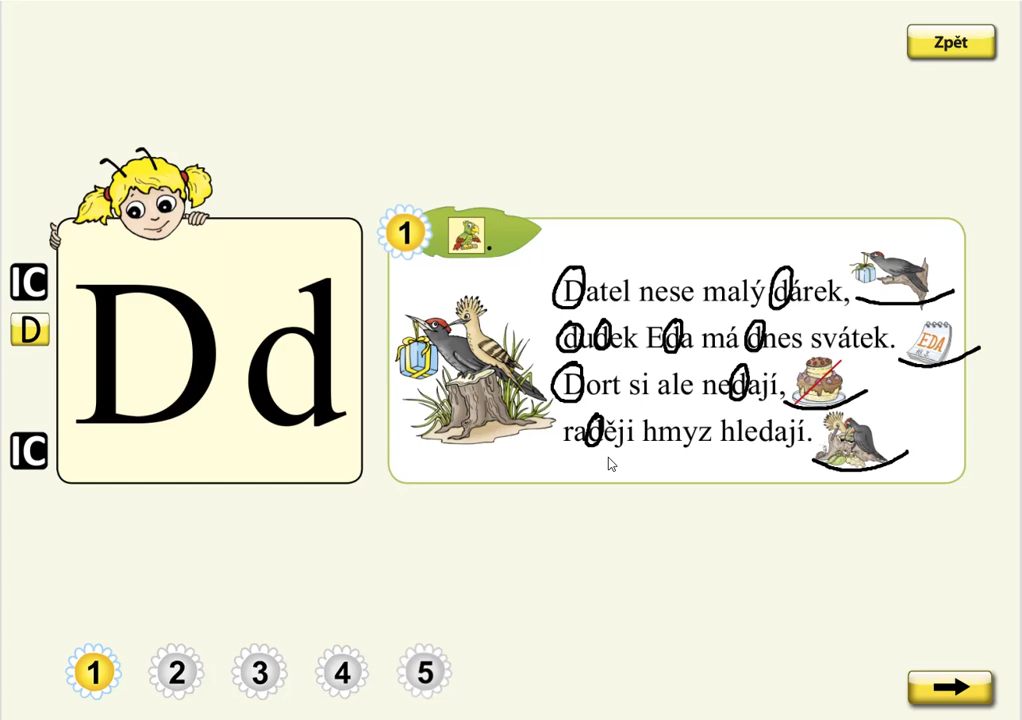 Zpět
1
.
IC
D
IC
D d
Datel nese malý dárek,
dudek Eda má dnes svátek.
EDA
Dort si ale nedají,
raději hmyz hledají.
1 2 3 4 5